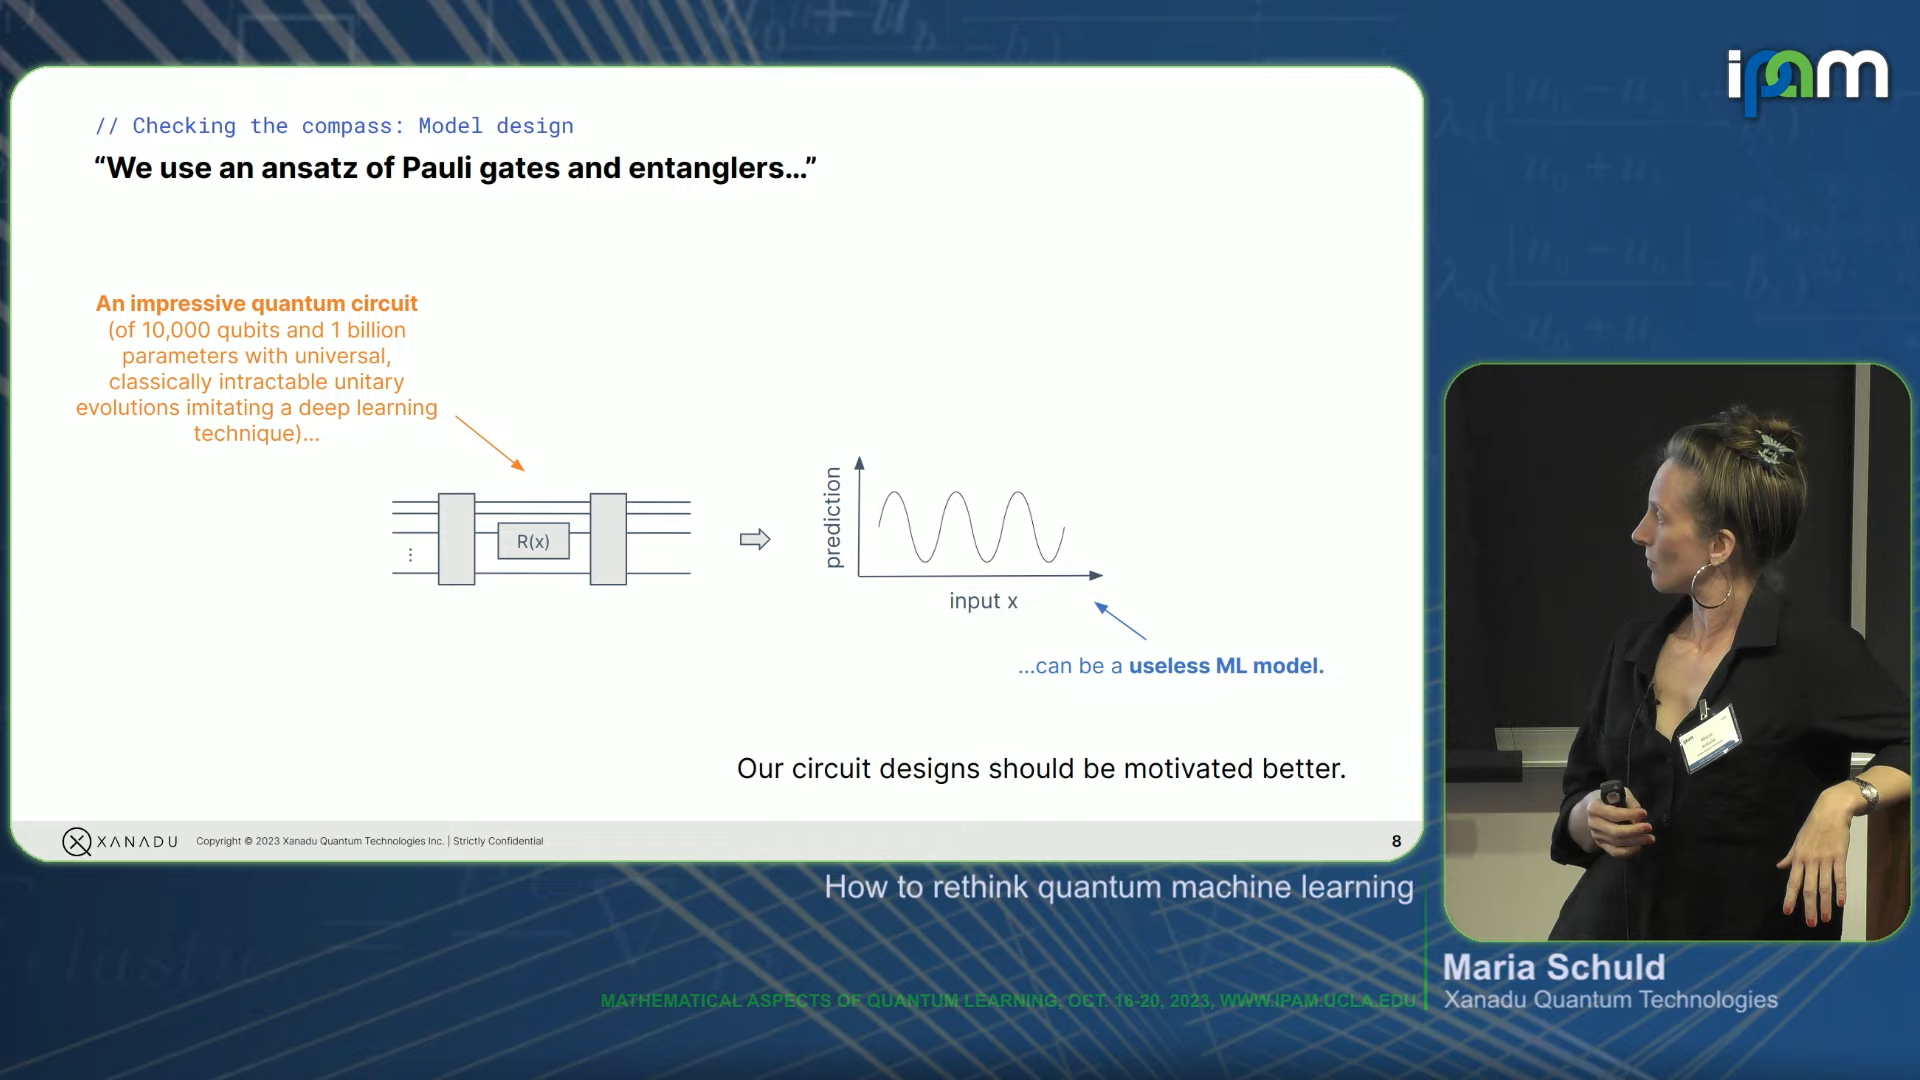 ipam
// Checking the compass: Model design
“We use an ansatz of Pauli gates and entanglers...”
An impressive quantum circuit
(of 10,000 qubits and 1 billion
parameters with universal,
classically intractable unitary
evolutions imitating a deep learning
technique)...
R(x)
prediction
input x
...can be a useless ML model.
Our circuit designs should be motivated better.
XANADU
Copyright © 2023 Xanadu Quantum Technologies Inc. | Strictly Confidential
8
How to rethink quantum machine learning
Maria Schuld
Xanadu Quantum Technologies
MATHEMATICAL ASPECTS OF QUANTUM LEARNING, OCT. 16-20, 2023, WWW.IPAM.UCLA.EDU